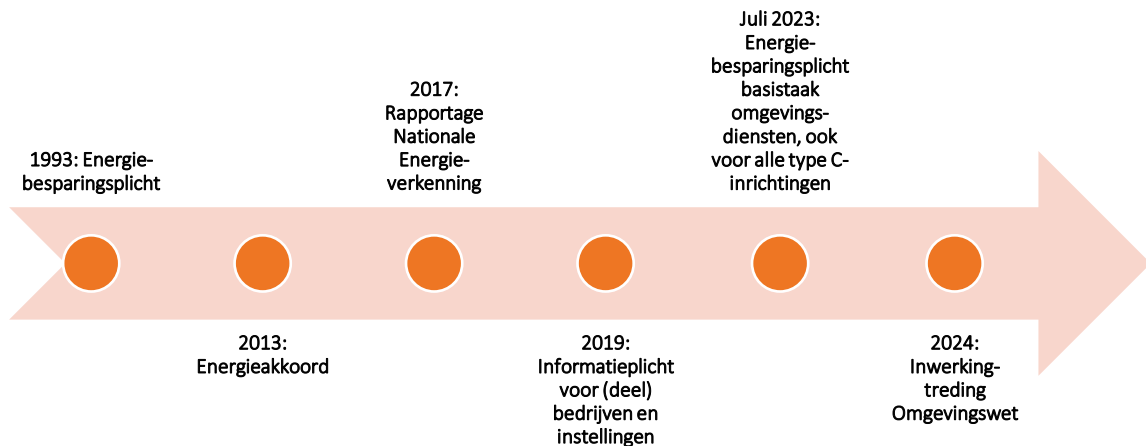 1993: Energie-
besparingsplicht
2013:
Energieakkoord
2017:
Rapportage
Nationale
Energie-
verkenning
2019:
Informatieplicht
voor (deel)
bedrijven en
instellingen
Juli 2023:
Energie-
besparingsplicht
basistaak
omgevings-
diensten, ook
voor alle type C-
inrichtingen
2024:
Inwerking-
treding
Omgevingswet